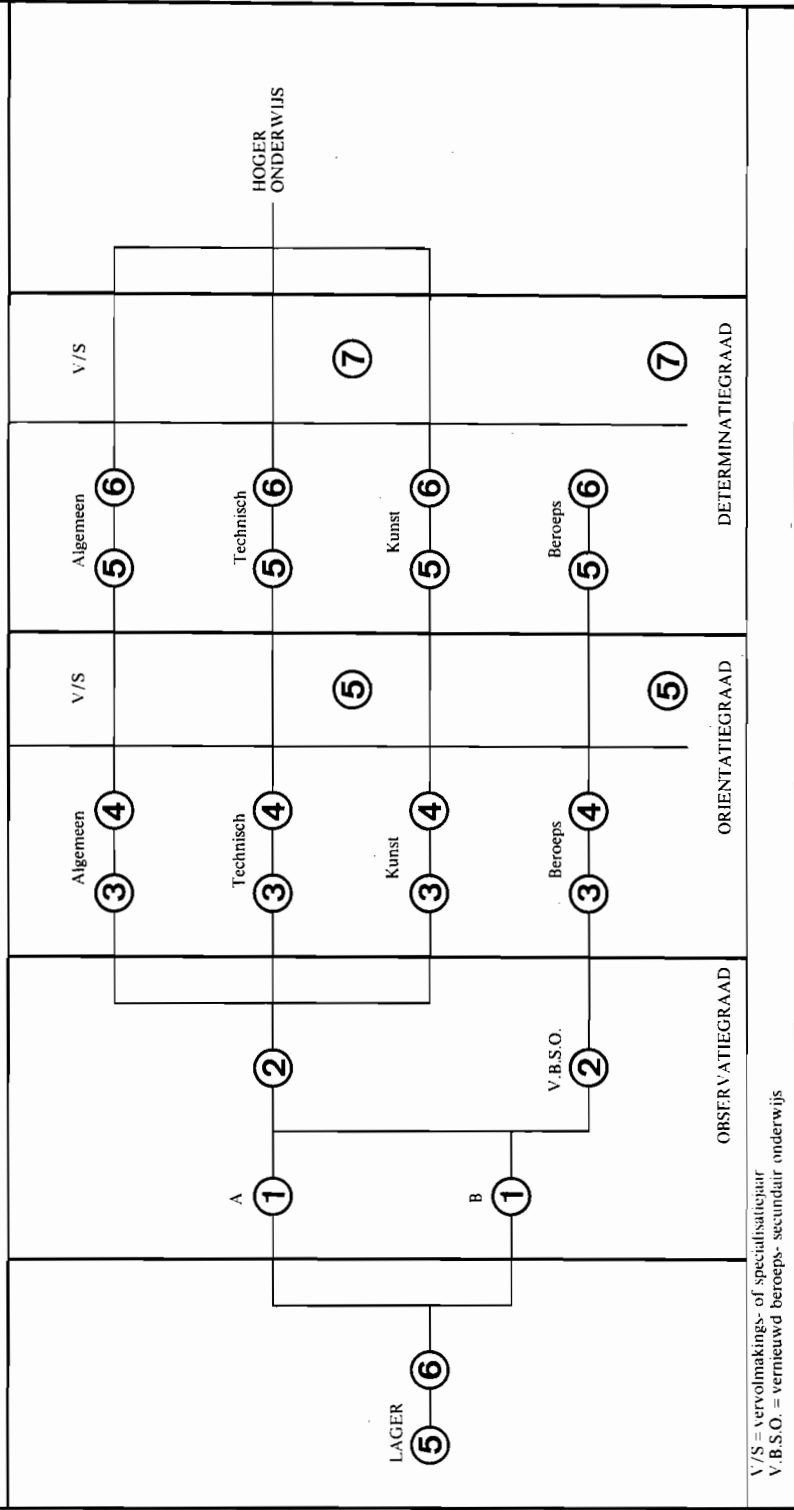 LAGER
5 6
A
1
2
B
1
V.B.S.O.
2
OBSERVATIEGRAAD
Algemeen
3 4
Technisch
3 4
Kunst
3 4
Beroeps
3 4
V/S
5
5
ORIENTATIEGRAAD
Algemeen
5 6
Technisch
5 6
Kunst
5 6
Beroeps
5 6
V/S
7
7
DETERMINATIEGRAAD
HOGER
ONDERWIJS
V/S = vervolmakings- of specialisatiejaar
V.B.S.O. = vernieuwd beroeps- secundair onderwijs